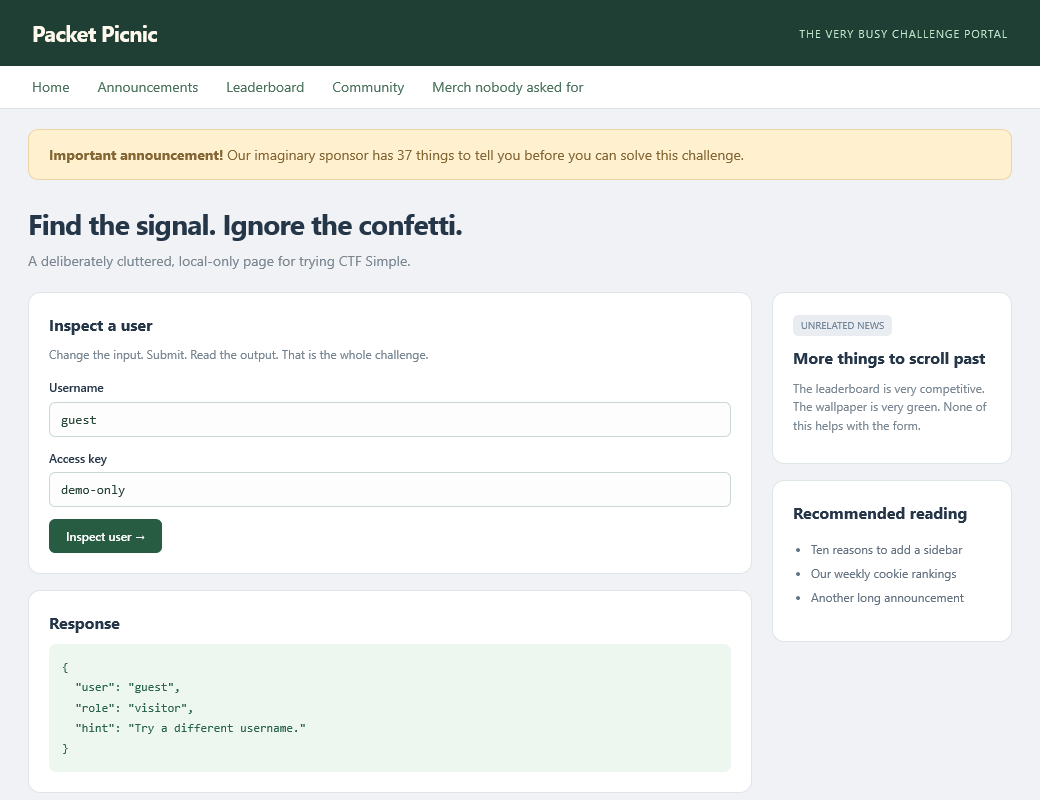 Packet Picnic
THE VERY BUSY CHALLENGE PORTAL
Home Announcements Leaderboard Community Merch nobody asked for
Important announcement! Our imaginary sponsor has 37 things to tell you before you can solve this challenge.
Find the signal. Ignore the confetti.
A deliberately cluttered, local-only page for trying CTF Simple.
Inspect a user
Change the input. Submit. Read the output. That is the whole challenge.
Username
guest
Access key
demo-only
Inspect user →
Response
{
  "user": "guest",
  "role": "visitor",
  "hint": "Try a different username."
}
UNRELATED NEWS
More things to scroll past
The leaderboard is very competitive.
The wallpaper is very green. None of
this helps with the form.
Recommended reading
• Ten reasons to add a sidebar
• Our weekly cookie rankings
• Another long announcement